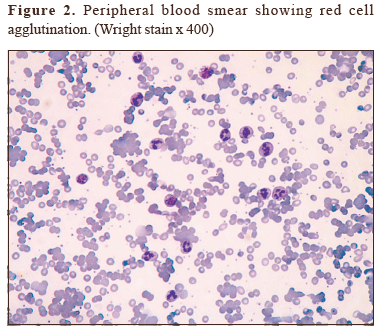 Figure 2. Peripheral blood smear showing red cell
agglutination. (Wright stain x 400)